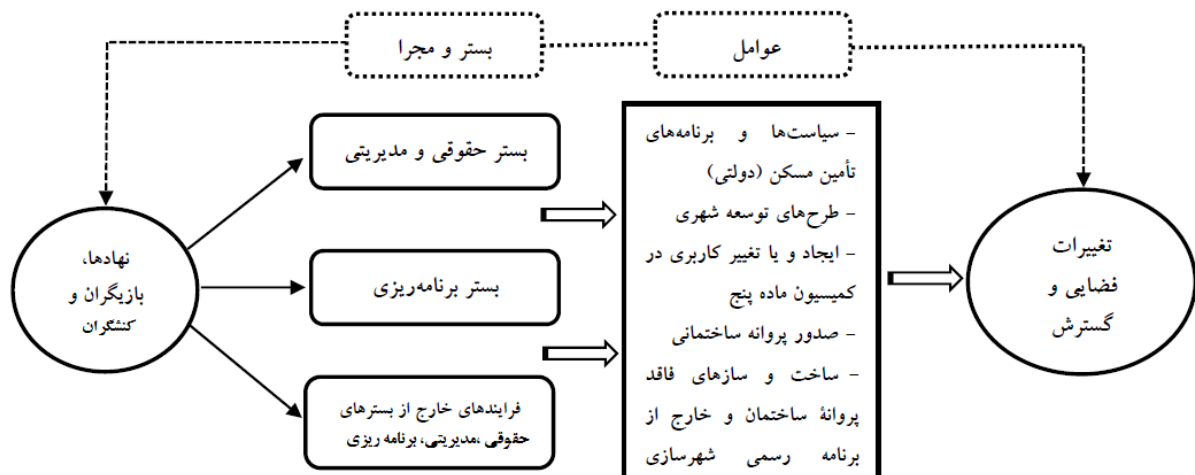 بستر و مجرا
عوامل
نهادها،
بازیگران و
کنشگران
بستر حقوقی و مدیریتی
بستر برنامه‌ریزی
فرایندهای خارج از بسترهای
حقوقی ،مدیریتی، برنامه ریزی
- سیاست‌ها و برنامه‌های
تأمین مسکن (دولتی)
- طرح‌های توسعه شهری
- ایجاد و یا تغییر کاربری در
کمیسیون ماده پنج
- صدور پروانه ساختمانی
- ساخت و سازهای فاقد
پروانۀ ساختمان و خارج از
برنامه رسمی شهرسازی
تغییرات
فضایی و
گسترش